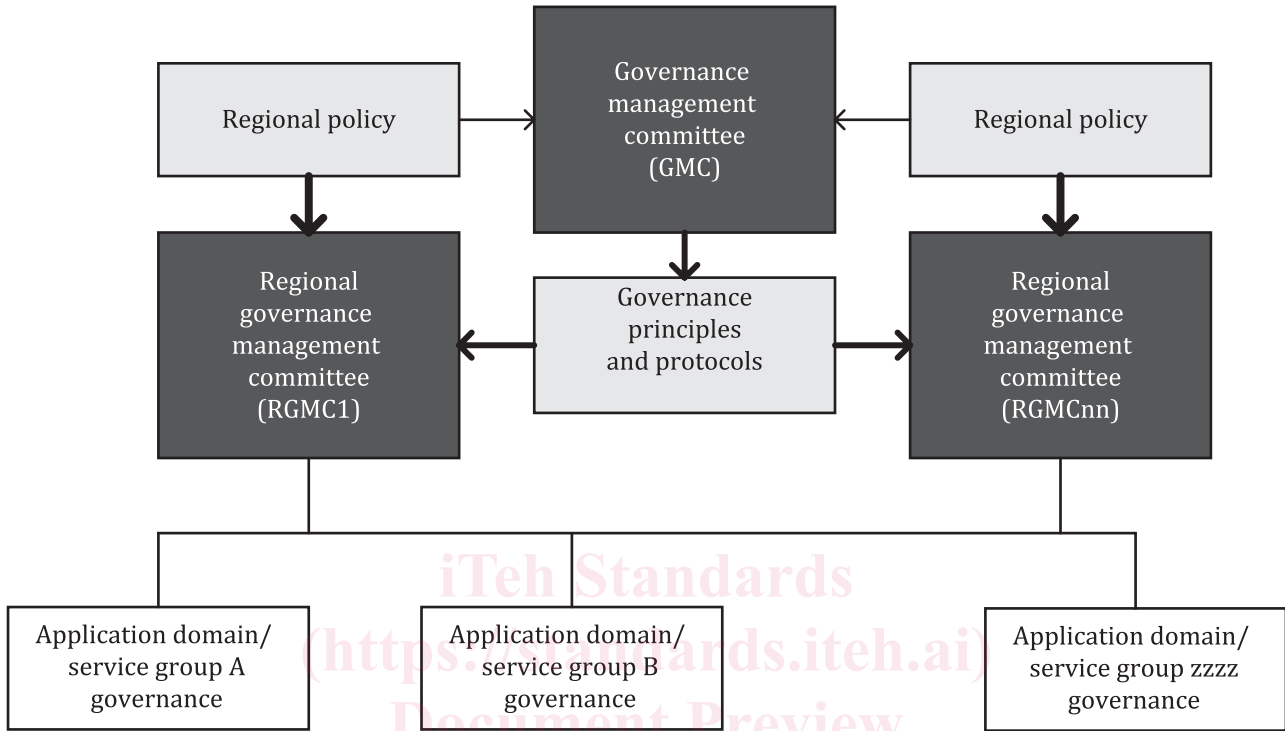 Regional policy
Governance
management
committee
(GMC)
Regional policy
Regional
governance
management
committee
(RGMC1)
Governance
principles
and protocols
Regional
governance
management
committee
(RGMCnn)
iTeh Standards
(https://standards.iteh.ai)
Document Preview
Application domain/
service group A
governance
Application domain/
service group B
governance
Application domain/
service group zzzz
governance